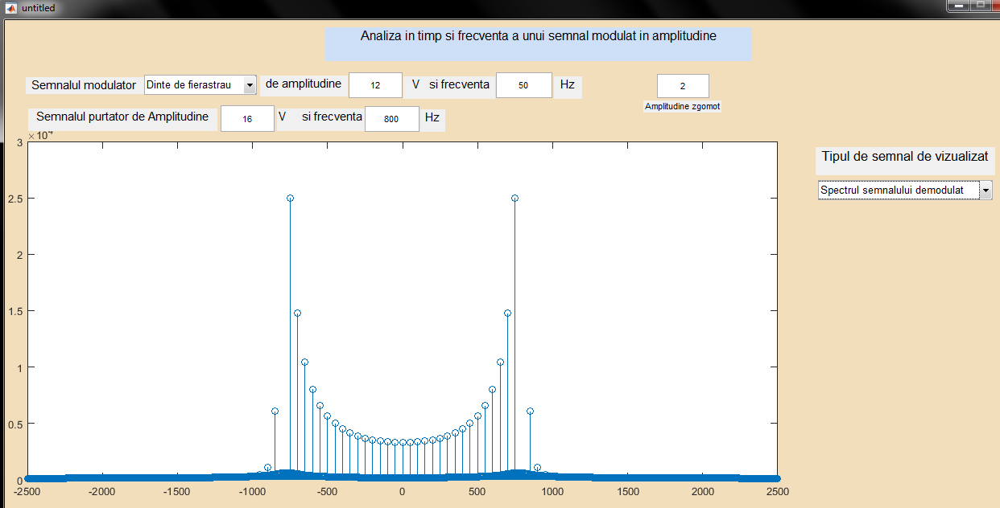 untitled
Analiza in timp si frecventa a unui semnal modulat in amplitudine
Semnalul modulator Dinte de fierastrau de amplitudine 12 V si frecventa 50 Hz
2
Amplitudine zgomot
Semnalul purtator de Amplitudine 16 V si frecventa 800 Hz
× 10⁴
3
2.5
2
1.5
1
0.5
0
-2500 -2000 -1500 -1000 -500 0 500 1000 1500 2000 2500
Tipul de semnal de vizualizat
Spectrul semnalului demodulat